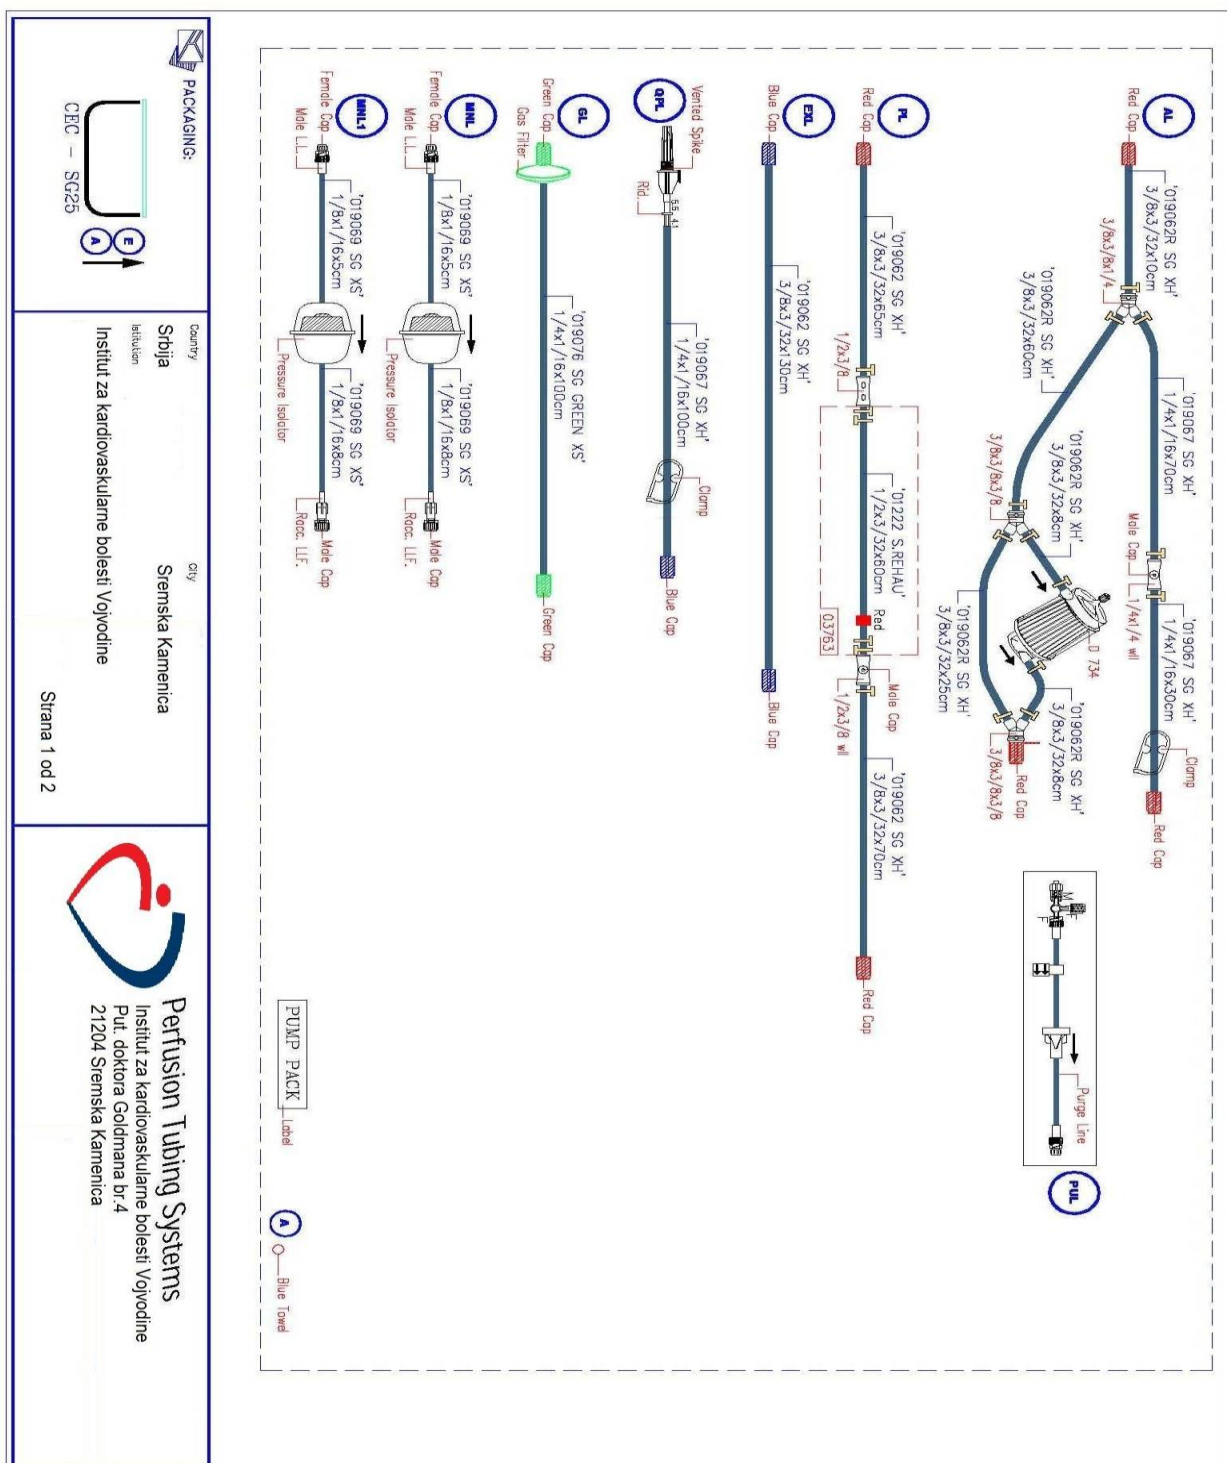 AL
Red Cap
'019062R SG XH'
3/8x3/32x10cm
3/8x3/8x1/4
'019067 SG XH'
1/4x1/16x70cm
Male Cap
1/4x1/4 wll
'019067 SG XH'
1/4x1/16x30cm
Clamp
Red Cap
'019062R SG XH'
3/8x3/32x60cm
3/8x3/8x3/8
'019062R SG XH'
3/8x3/32x8cm
D 734
'019062R SG XH'
3/8x3/32x8cm
'019062R SG XH'
3/8x3/32x25cm
3/8x3/8x3/8
Red Cap
M
F
F
Purge Line
PUL
PL
Red Cap
'019062 SG XH'
3/8x3/32x65cm
1/2x3/8
'01222 S.REHAU'
1/2x3/32x60cm
Red
03763
Male Cap
1/2x3/8 wll
'019062 SG XH'
3/8x3/32x70cm
Red Cap
EXL
Blue Cap
'019062 SG XH'
3/8x3/32x130cm
Blue Cap
QPL
Vented Spike
Rid.
5.5
4.1
'019067 SG XH'
1/4x1/16x100cm
Clamp
Blue Cap
GL
Green Cap
Gas Filter
'019076 SG GREEN XS'
1/4x1/16x100cm
Green Cap
MNL
Female Cap
Male L.L.
'019069 SG XS'
1/8x1/16x5cm
Pressure Isolator
'019069 SG XS'
1/8x1/16x8cm
Male Cap
Racc. LLF.
MNL1
Female Cap
Male L.L.
'019069 SG XS'
1/8x1/16x5cm
Pressure Isolator
'019069 SG XS'
1/8x1/16x8cm
Male Cap
Racc. LLF.
PUMP PACK
Label
A
Blue Towel
PACKAGING:
CEC - SG25
E
A
Country
Srbija
City
Sremska Kamenica
Istitution
Institut za kardiovaskularne bolesti Vojvodine
Strana 1 od 2
Perfusion Tubing Systems
Institut za kardiovaskularne bolesti Vojvodine
Put. doktora Goldmana br.4
21204 Sremska Kamenica